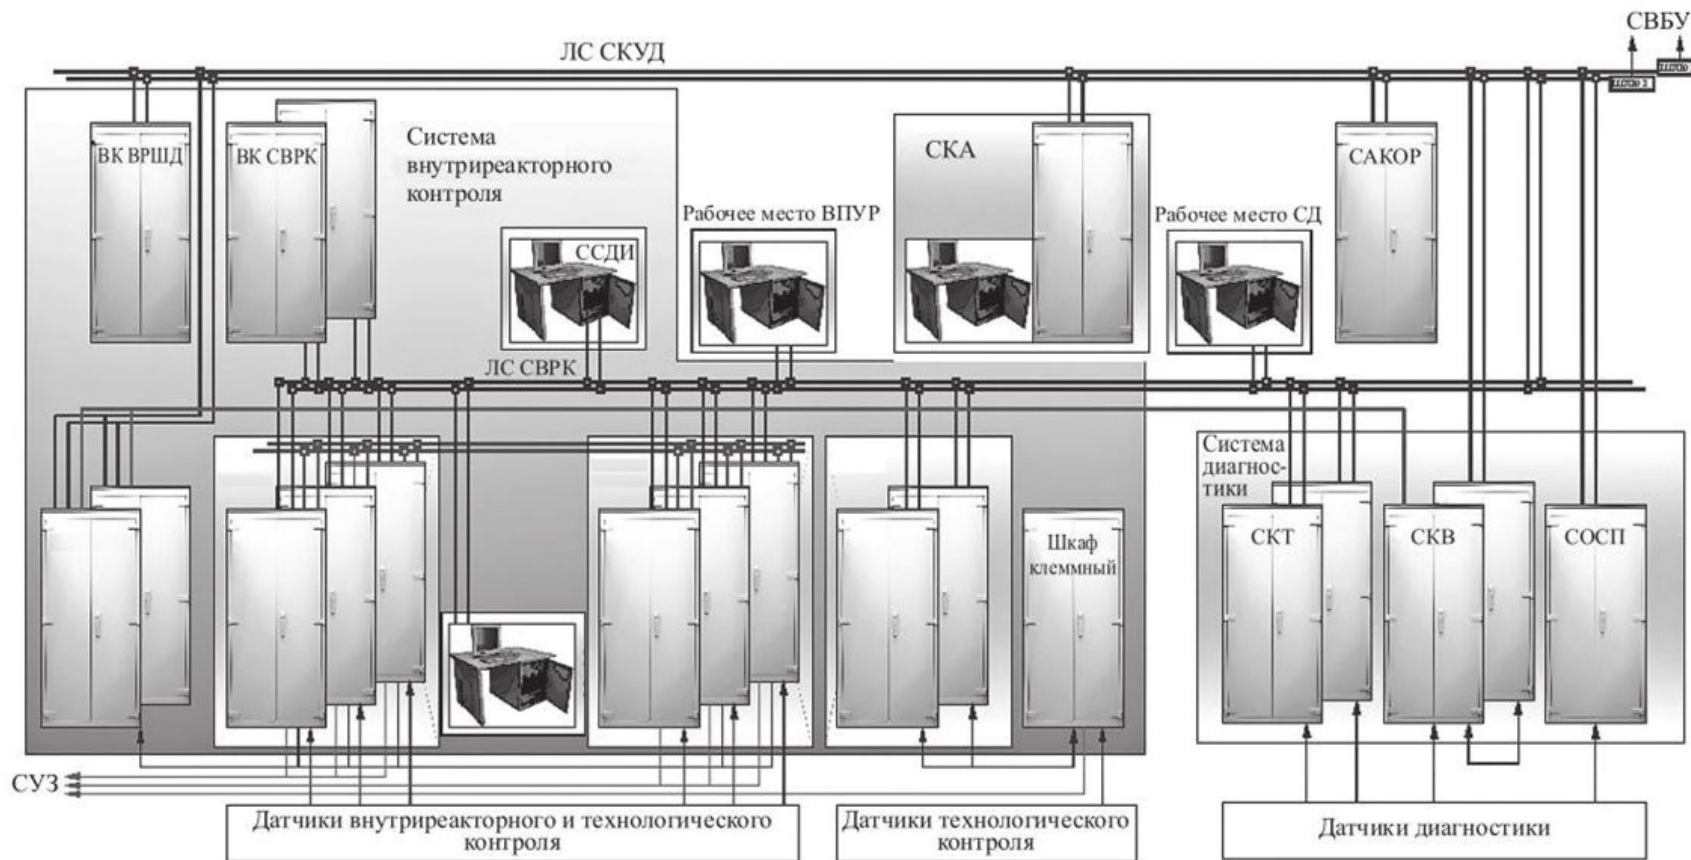 СВБУ
ЛС СКУД
ВК ВРШД
ВК СВРК
Система
внутриреакторного
контроля
СКА
САКОР
Рабочее место ВПУР
Рабочее место СД
ССДИ
ЛС СВРК
Система
диагнос-
тики
Шкаф
клеммный
СКТ
СКВ
СОСП
СУЗ
Датчики внутриреакторного и технологического
контроля
Датчики технологического
контроля
Датчики диагностики